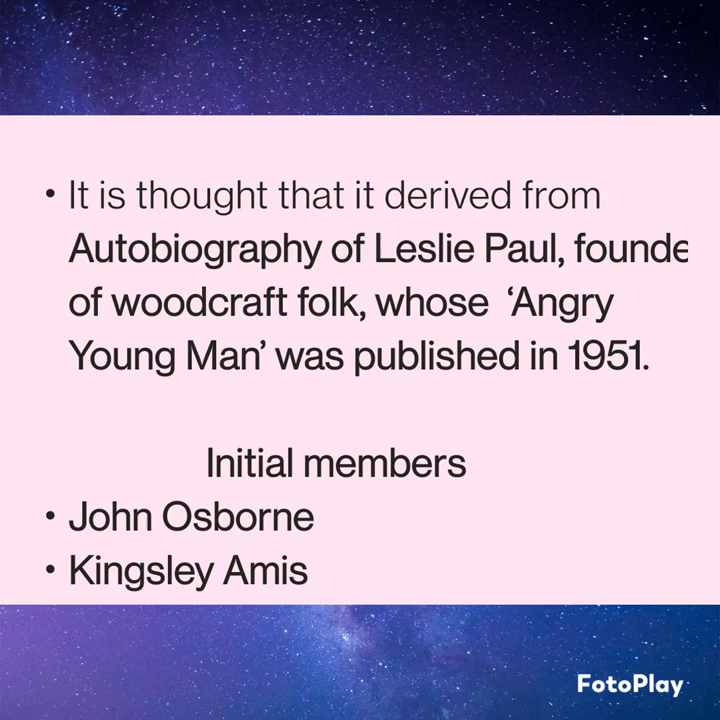 • It is thought that it derived from
Autobiography of Leslie Paul, founde
of woodcraft folk, whose ‘Angry
Young Man’ was published in 1951.
Initial members
• John Osborne
• Kingsley Amis
FotoPlay